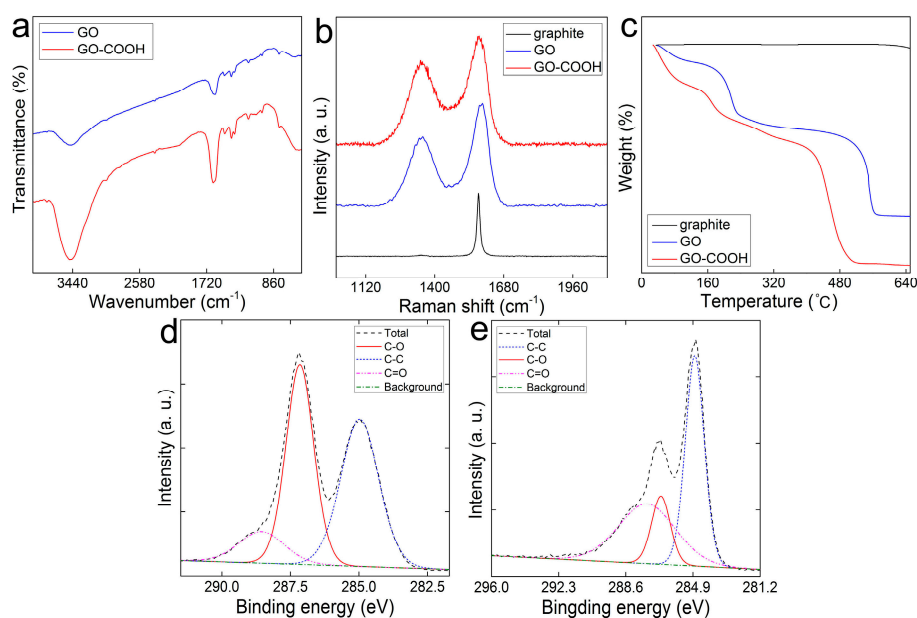 a
GO
GO-COOH
Transmittance (%)
3440 2580 1720 860
Wavenumber (cm⁻¹)
b
graphite
GO
GO-COOH
Intensity (a. u.)
1120 1400 1680 1960
Raman shift (cm⁻¹)
c
Weight (%)
graphite
GO
GO-COOH
0 160 320 480 640
Temperature (℃)
d
Total
C-O
C-C
C=O
Background
Intensity (a. u.)
290.0 287.5 285.0 282.5
Binding energy (eV)
e
Total
C-C
C-O
C=O
Background
Intensity (a. u.)
296.0 292.3 288.6 284.9 281.2
Bingding energy (eV)